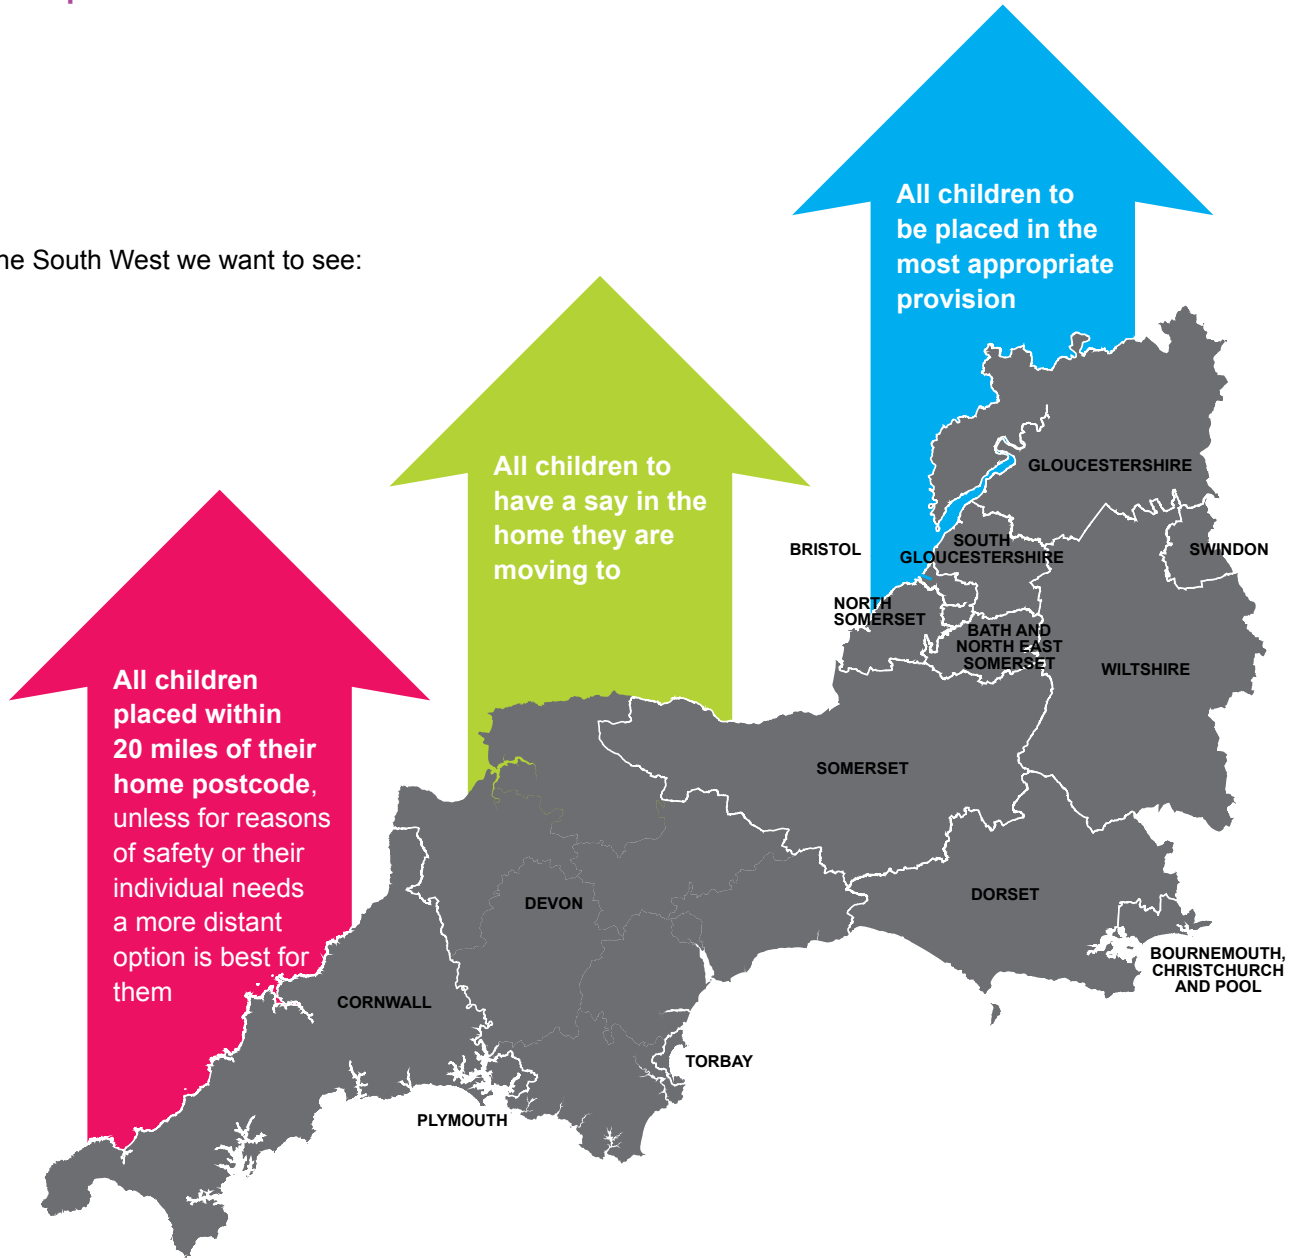 he South West we want to see:
All children to
be placed in the
most appropriate
provision
All children to
have a say in the
home they are
moving to
All children
placed within
20 miles of their
home postcode,
unless for reasons
of safety or their
individual needs
a more distant
option is best for
them
GLOUCESTERSHIRE
BRISTOL
SOUTH
GLOUCESTERSHIRE
SWINDON
NORTH
SOMERSET
BATH AND
NORTH EAST
SOMERSET
WILTSHIRE
SOMERSET
DEVON
DORSET
BOURNEMOUTH,
CHRISTCHURCH
AND POOL
CORNWALL
TORBAY
PLYMOUTH